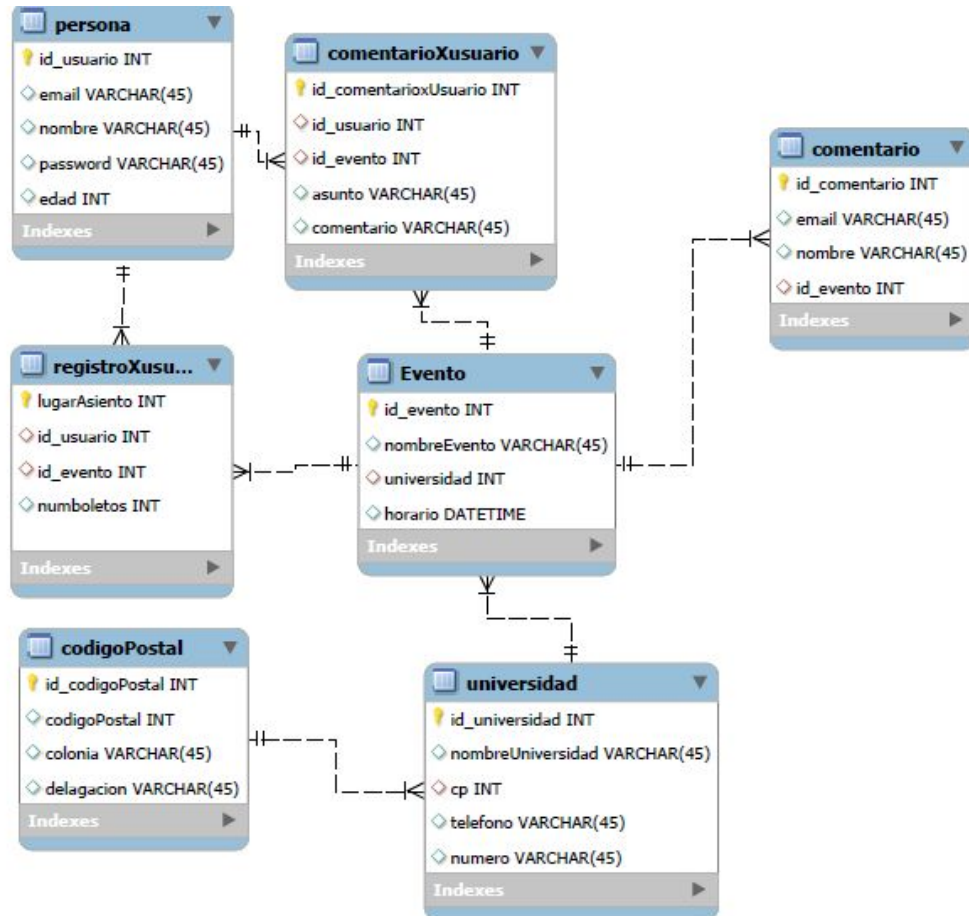 persona
id_usuario INT
email VARCHAR(45)
nombre VARCHAR(45)
password VARCHAR(45)
edad INT
Indexes
comentarioXusuario
id_comentarioxUsuario INT
id_usuario INT
id_evento INT
asunto VARCHAR(45)
comentario VARCHAR(45)
Indexes
comentario
id_comentario INT
email VARCHAR(45)
nombre VARCHAR(45)
id_evento INT
Indexes
registroXusu...
lugarAsiento INT
id_usuario INT
id_evento INT
numboletos INT
Indexes
Evento
id_evento INT
nombreEvento VARCHAR(45)
universidad INT
horario DATETIME
Indexes
codigoPostal
id_codigoPostal INT
codigoPostal INT
colonia VARCHAR(45)
delagacion VARCHAR(45)
Indexes
universidad
id_universidad INT
nombreUniversidad VARCHAR(45)
cp INT
telefono VARCHAR(45)
numero VARCHAR(45)
Indexes